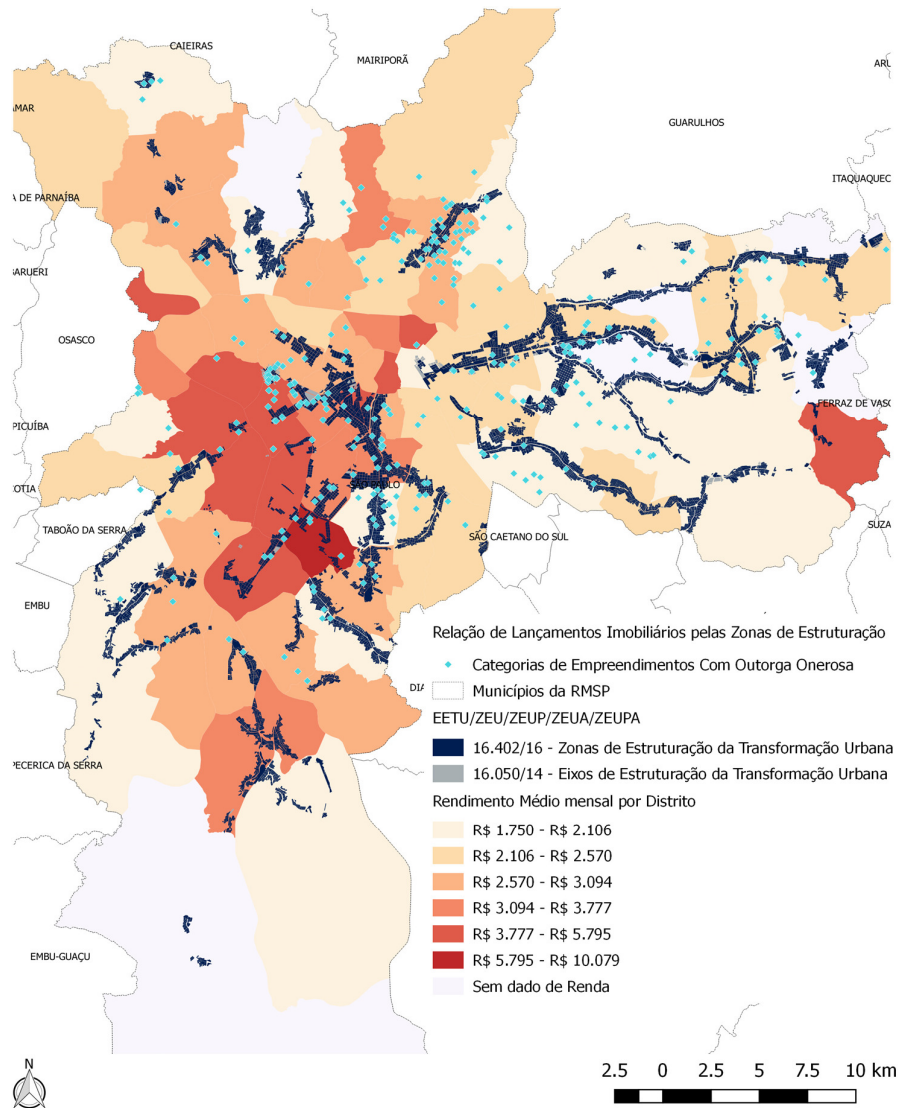 CAIEIRAS
MAIRIPORÃ
ARU
AMAR
GUARULHOS
ITAQUAQUEC
A DE PARNAÍBA
BARUERI
OSASCO
FERRAZ DE VASC
PICUÍBA
OTIA
SÃO PAULO
TABOÃO DA SERRA
SÃO CAETANO DO SUL
SUZA
EMBU
DIA
PECERICA DA SERRA
EMBU-GUAÇU
Relação de Lançamentos Imobiliários pelas Zonas de Estruturação
Categorias de Empreendimentos Com Outorga Onerosa
Municípios da RMSP
EETU/ZEU/ZEUP/ZEUA/ZEUPA
16.402/16 - Zonas de Estruturação da Transformação Urbana
16.050/14 - Eixos de Estruturação da Transformação Urbana
Rendimento Médio mensal por Distrito
R$ 1.750 - R$ 2.106
R$ 2.106 - R$ 2.570
R$ 2.570 - R$ 3.094
R$ 3.094 - R$ 3.777
R$ 3.777 - R$ 5.795
R$ 5.795 - R$ 10.079
Sem dado de Renda
N
2.5 0 2.5 5 7.5 10 km